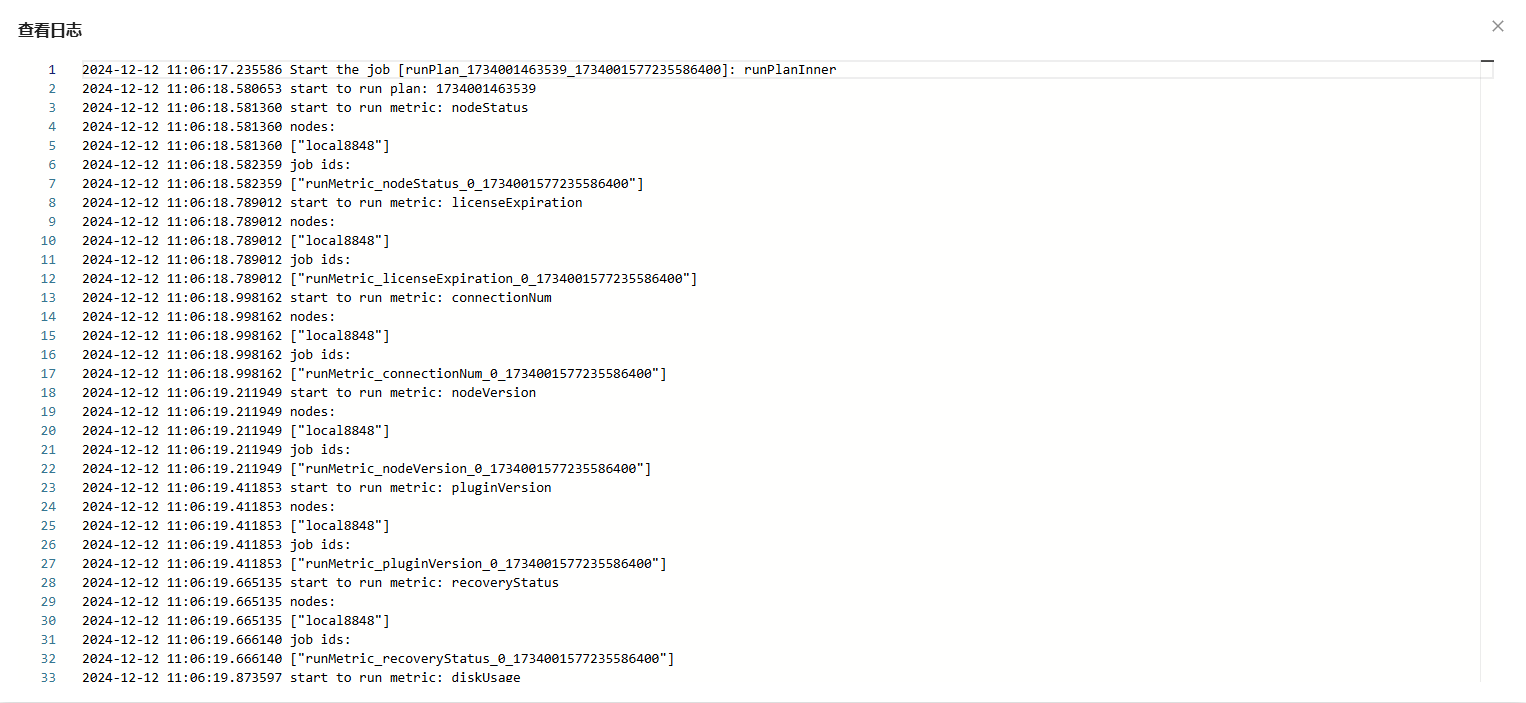 查看日志
1 2024-12-12 11:06:17.235586 Start the job [runPlan_1734001463539_1734001577235586400]: runPlanInner
2 2024-12-12 11:06:18.580653 start to run plan: 1734001463539
3 2024-12-12 11:06:18.581360 start to run metric: nodeStatus
4 2024-12-12 11:06:18.581360 nodes:
5 2024-12-12 11:06:18.581360 ["local8848"]
6 2024-12-12 11:06:18.582359 job ids:
7 2024-12-12 11:06:18.582359 ["runMetric_nodeStatus_0_1734001577235586400"]
8 2024-12-12 11:06:18.789012 start to run metric: licenseExpiration
9 2024-12-12 11:06:18.789012 nodes:
10 2024-12-12 11:06:18.789012 ["local8848"]
11 2024-12-12 11:06:18.789012 job ids:
12 2024-12-12 11:06:18.789012 ["runMetric_licenseExpiration_0_1734001577235586400"]
13 2024-12-12 11:06:18.998162 start to run metric: connectionNum
14 2024-12-12 11:06:18.998162 nodes:
15 2024-12-12 11:06:18.998162 ["local8848"]
16 2024-12-12 11:06:18.998162 job ids:
17 2024-12-12 11:06:18.998162 ["runMetric_connectionNum_0_1734001577235586400"]
18 2024-12-12 11:06:19.211949 start to run metric: nodeVersion
19 2024-12-12 11:06:19.211949 nodes:
20 2024-12-12 11:06:19.211949 ["local8848"]
21 2024-12-12 11:06:19.211949 job ids:
22 2024-12-12 11:06:19.211949 ["runMetric_nodeVersion_0_1734001577235586400"]
23 2024-12-12 11:06:19.411853 start to run metric: pluginVersion
24 2024-12-12 11:06:19.411853 nodes:
25 2024-12-12 11:06:19.411853 ["local8848"]
26 2024-12-12 11:06:19.411853 job ids:
27 2024-12-12 11:06:19.411853 ["runMetric_pluginVersion_0_1734001577235586400"]
28 2024-12-12 11:06:19.665135 start to run metric: recoveryStatus
29 2024-12-12 11:06:19.665135 nodes:
30 2024-12-12 11:06:19.665135 ["local8848"]
31 2024-12-12 11:06:19.666140 job ids:
32 2024-12-12 11:06:19.666140 ["runMetric_recoveryStatus_0_1734001577235586400"]
33 2024-12-12 11:06:19.873597 start to run metric: diskUsage